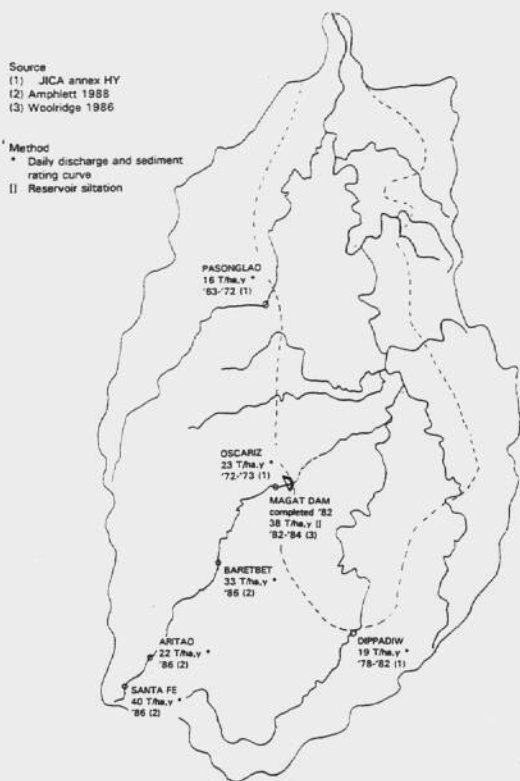 Source
(1) JICA annex HY
(2) Amphlett 1988
(3) Woolridge 1986
' Method
* Daily discharge and sediment
rating curve
[] Reservoir siltation
PASONGLAO
16 T/ha,y *
'63-'72 (1)
OSCARIZ
23 T/ha,y *
'72-'73 (1)
MAGAT DAM
completed '82
38 T/ha,y []
'82-'84 (3)
BARETBET
33 T/ha,y *
'86 (2)
ARITAO
22 T/ha,y *
'86 (2)
DIPPADIW
19 T/ha,y *
'78-'82 (1)
SANTA FE
40 T/ha,y *
'86 (2)